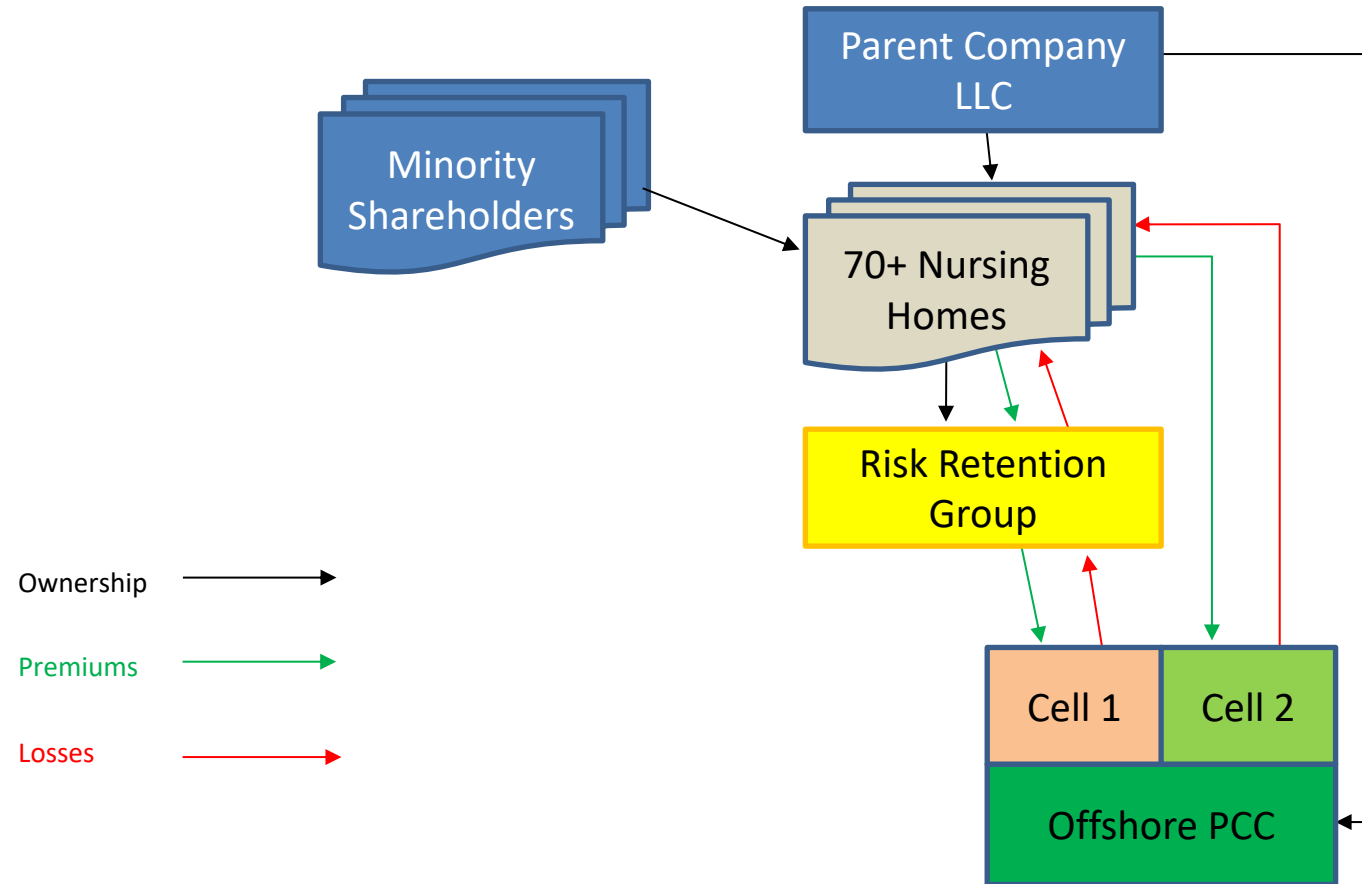 Parent Company
LLC
Minority
Shareholders
70+ Nursing
Homes
Risk Retention
Group
Ownership
Premiums
Losses
Cell 1
Cell 2
Offshore PCC